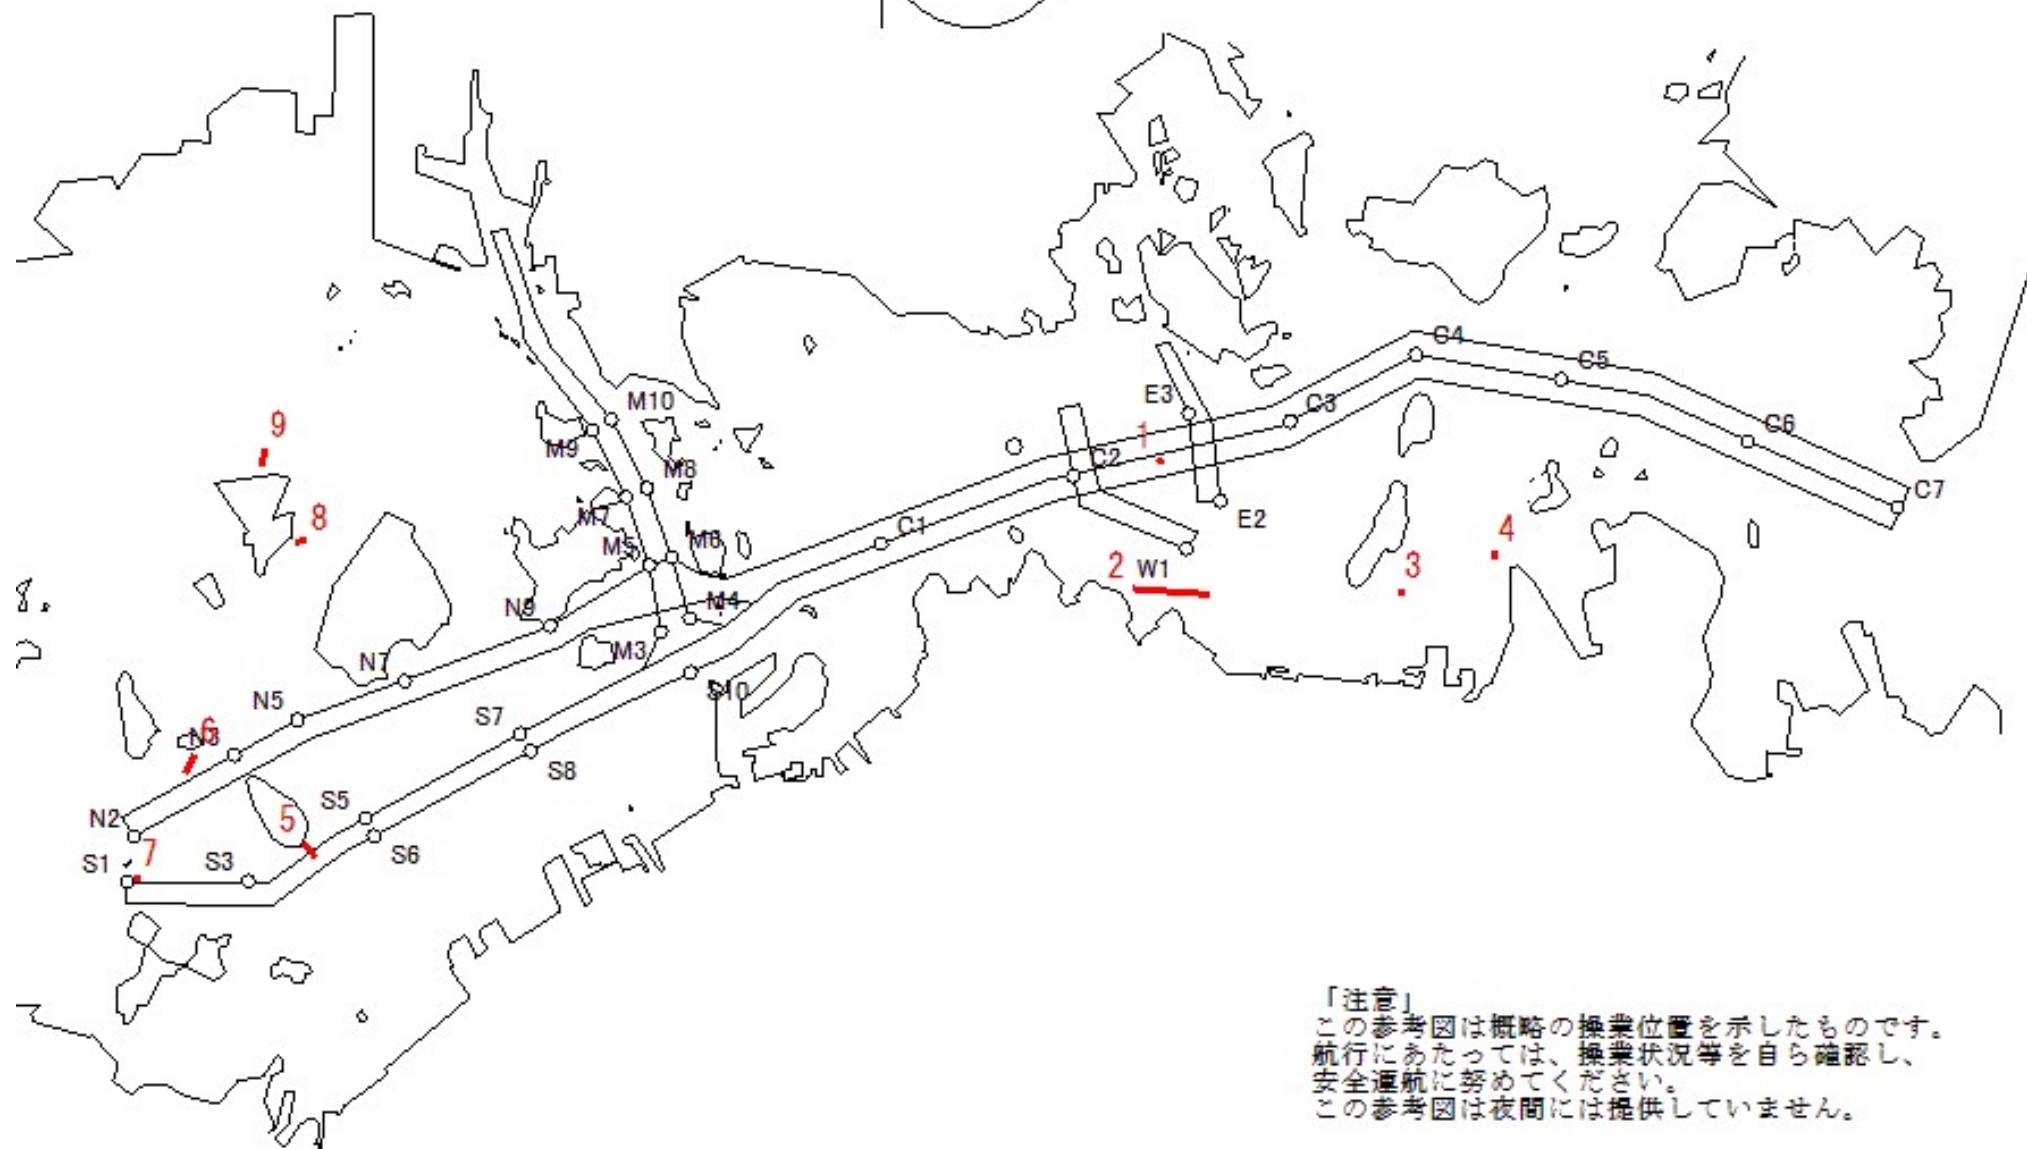 C4
C5
M10
E3
C3
9
1
C6
M9
C2
M8
C7
8
M7
C1
E2
4
M5
M6
2
W1
3
N9
M4
M3
N7
S10
N5
S7
N3
6
S8
S5
5
N2
S6
7
S1
S3
「注意」
この参考図は概略の操業位置を示したものです。
航行にあたっては、操業状況等を自ら確認し、
安全運航に努めてください。
この参考図は夜間には提供していません。